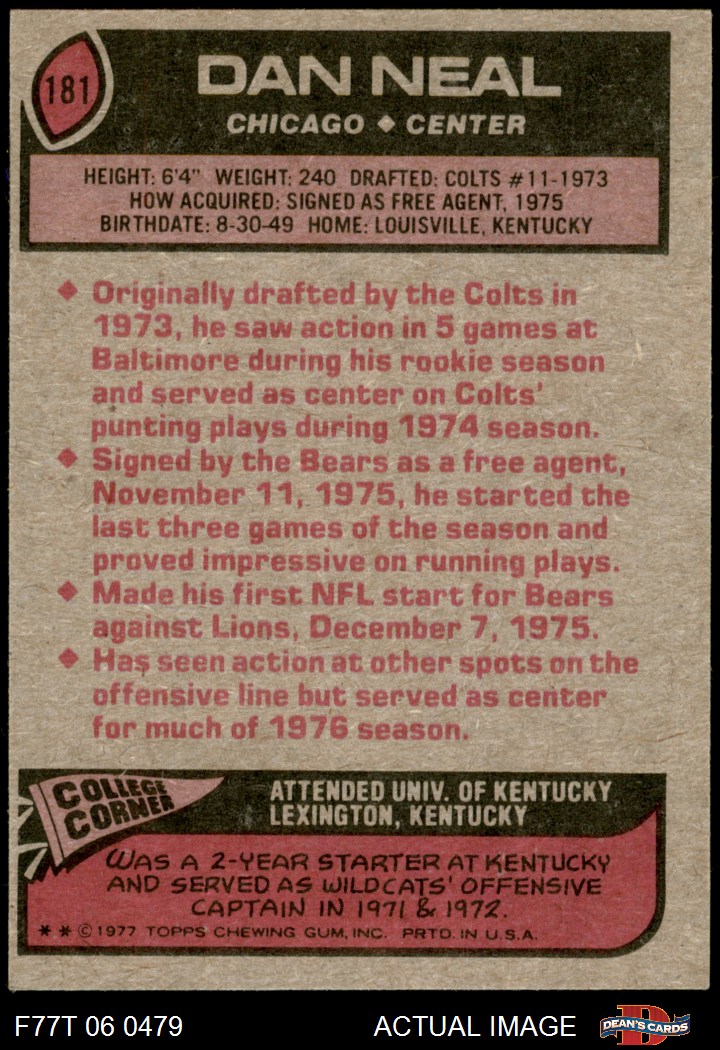 181
DAN NEAL
CHICAGO ◆ CENTER
HEIGHT: 6'4" WEIGHT: 240 DRAFTED: COLTS #11-1973
HOW ACQUIRED: SIGNED AS FREE AGENT, 1975
BIRTHDATE: 8-30-49 HOME: LOUISVILLE, KENTUCKY
◆ Originally drafted by the Colts in
1973, he saw action in 5 games at
Baltimore during his rookie season
and served as center on Colts'
punting plays during 1974 season.
◆ Signed by the Bears as a free agent,
November 11, 1975, he started the
last three games of the season and
proved impressive on running plays.
◆ Made his first NFL start for Bears
against Lions, December 7, 1975.
◆ Has seen action at other spots on the
offensive line but served as center
for much of 1976 season.
COLLEGE
CORNER
ATTENDED UNIV. OF KENTUCKY
LEXINGTON, KENTUCKY
WAS A 2-YEAR STARTER AT KENTUCKY
AND SERVED AS WILDCATS' OFFENSIVE
CAPTAIN IN 1971 & 1972.
* * © 1977 TOPPS CHEWING GUM, INC. PRTD. IN U.S.A.
F77T 06 0479 ACTUAL IMAGE
D
DEAN'S CARDS